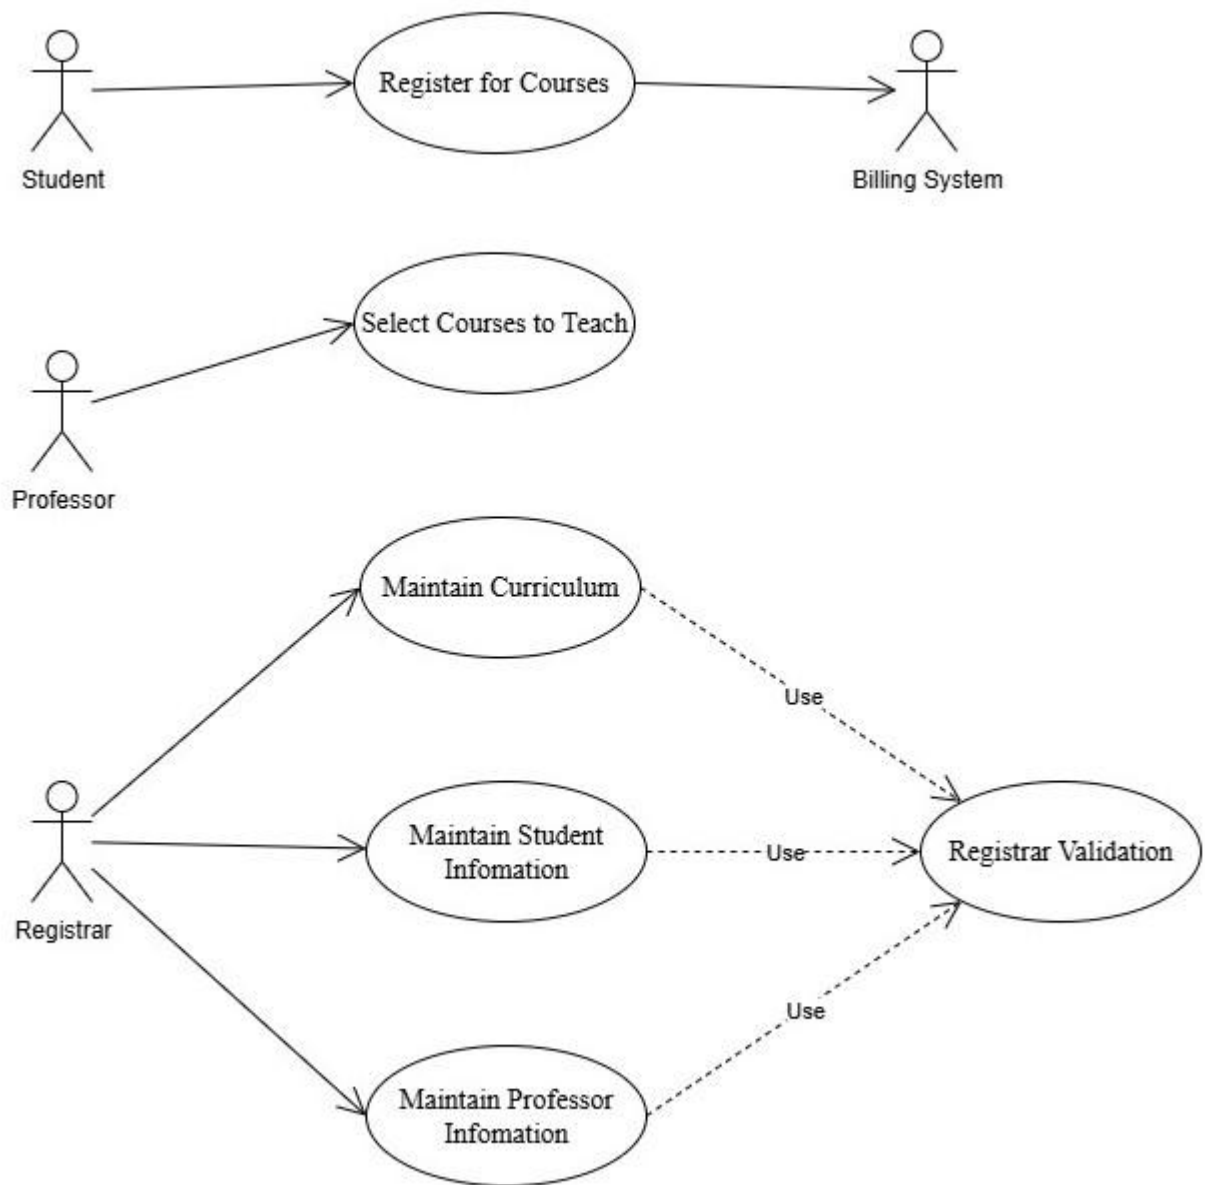 Register for Courses
Student
Billing System
Select Courses to Teach
Professor
Maintain Curriculum
Use
Maintain Student
Infomation
Use
Registrar Validation
Registrar
Use
Maintain Professor
Infomation